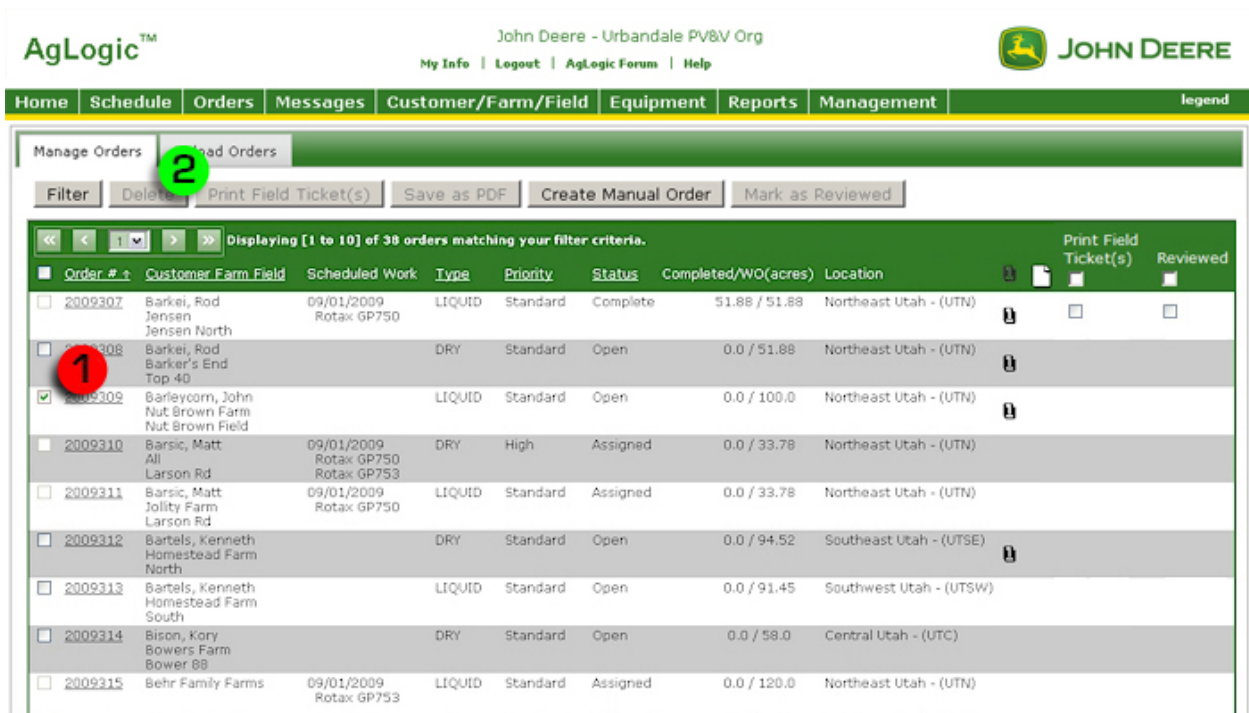 AgLogic™
John Deere - Urbandale PV&V Org
My Info | Logout | AgLogic Forum | Help
JOHN DEERE
Home Schedule Orders Messages Customer/Farm/Field Equipment Reports Management legend
Manage Orders Orders
2
Filter Delete Print Field Ticket(s) Save as PDF Create Manual Order Mark as Reviewed
<< < 1 > >> Displaying [1 to 10] of 38 orders matching your filter criteria.
Print Field Ticket(s) Reviewed
Order # ↑ Customer Farm Field Scheduled Work Type Priority Status Completed/WO(acres) Location
2009307 Barkei, Rod 09/01/2009 LIQUID Standard Complete 51.88 / 51.88 Northeast Utah - (UTN)
Jensen Rotax GP750
Jensen North
2009308 Barkei, Rod DRY Standard Open 0.0 / 51.88 Northeast Utah - (UTN)
Barker's End
1
Top 40
2009309 Barleycorn, John LIQUID Standard Open 0.0 / 100.0 Northeast Utah - (UTN)
Nut Brown Farm
Nut Brown Field
2009310 Barsic, Matt 09/01/2009 DRY High Assigned 0.0 / 33.78 Northeast Utah - (UTN)
All Rotax GP750
Larson Rd Rotax GP753
2009311 Barsic, Matt 09/01/2009 LIQUID Standard Assigned 0.0 / 33.78 Northeast Utah - (UTN)
Jollity Farm Rotax GP750
Larson Rd
2009312 Bartels, Kenneth DRY Standard Open 0.0 / 94.52 Southeast Utah - (UTSE)
Homestead Farm
North
2009313 Bartels, Kenneth LIQUID Standard Open 0.0 / 91.45 Southwest Utah - (UTSW)
Homestead Farm
South
2009314 Bison, Kory DRY Standard Open 0.0 / 58.0 Central Utah - (UTC)
Bowers Farm
Bower 88
2009315 Behr Family Farms 09/01/2009 LIQUID Standard Assigned 0.0 / 120.0 Northeast Utah - (UTN)
Rotax GP753